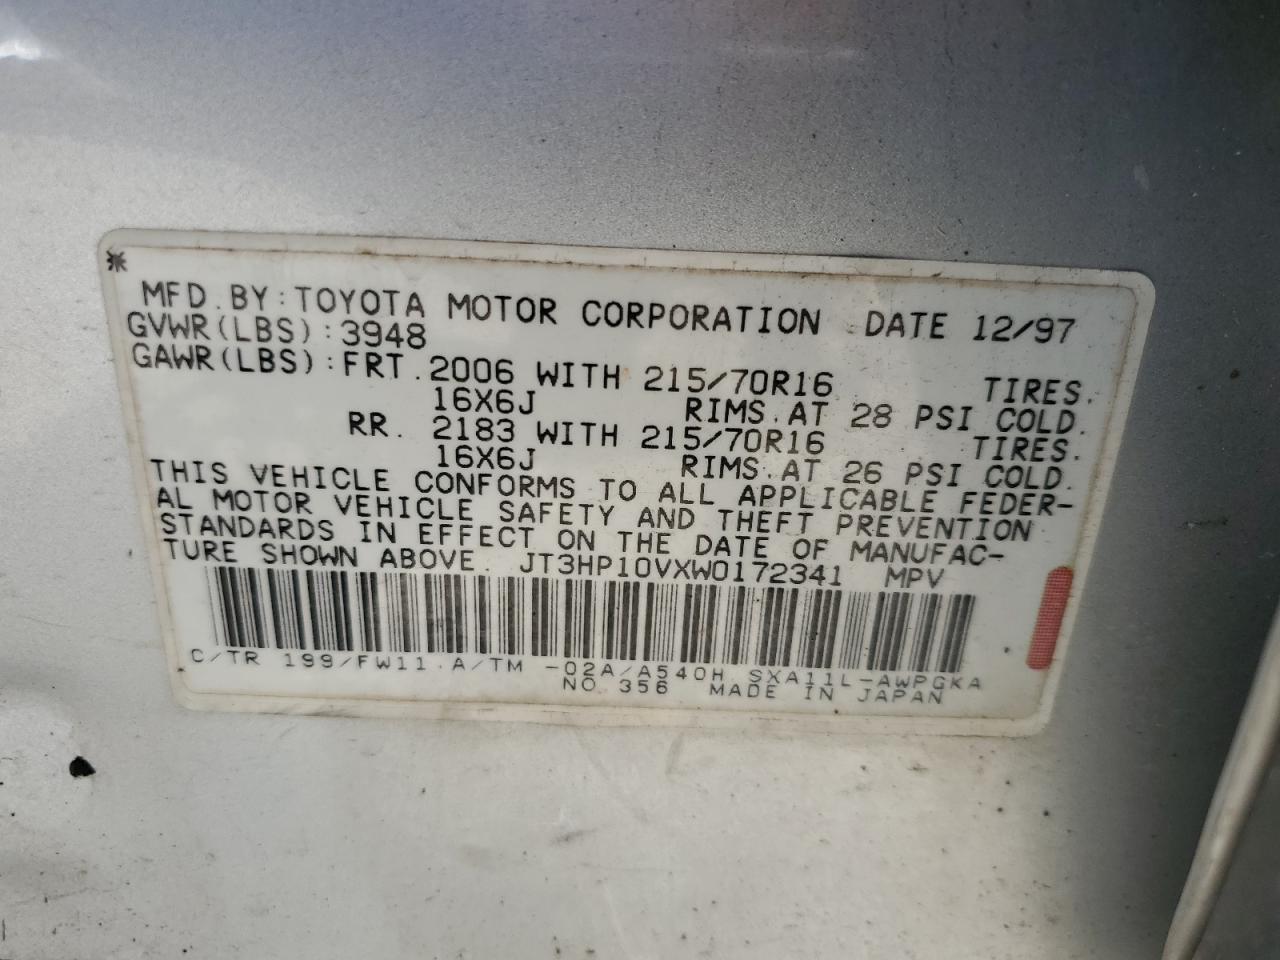 MFD. BY: TOYOTA MOTOR CORPORATION DATE 12/97
GVWR(LBS): 3948
GAWR(LBS): FRT. 2006 WITH 215/70R16 TIRES.
16X6J RIMS. AT 28 PSI COLD.
RR. 2183 WITH 215/70R16 TIRES.
16X6J RIMS. AT 26 PSI COLD.
THIS VEHICLE CONFORMS TO ALL APPLICABLE FEDER-
AL MOTOR VEHICLE SAFETY AND THEFT PREVENTION
STANDARDS IN EFFECT ON THE DATE OF MANUFAC-
TURE SHOWN ABOVE. JT3HP10VXW0172341 MPV
C/TR 199/FW11. A/TM -02A/A540H SXA11L-AWPGKA
NO. 356 MADE IN JAPAN